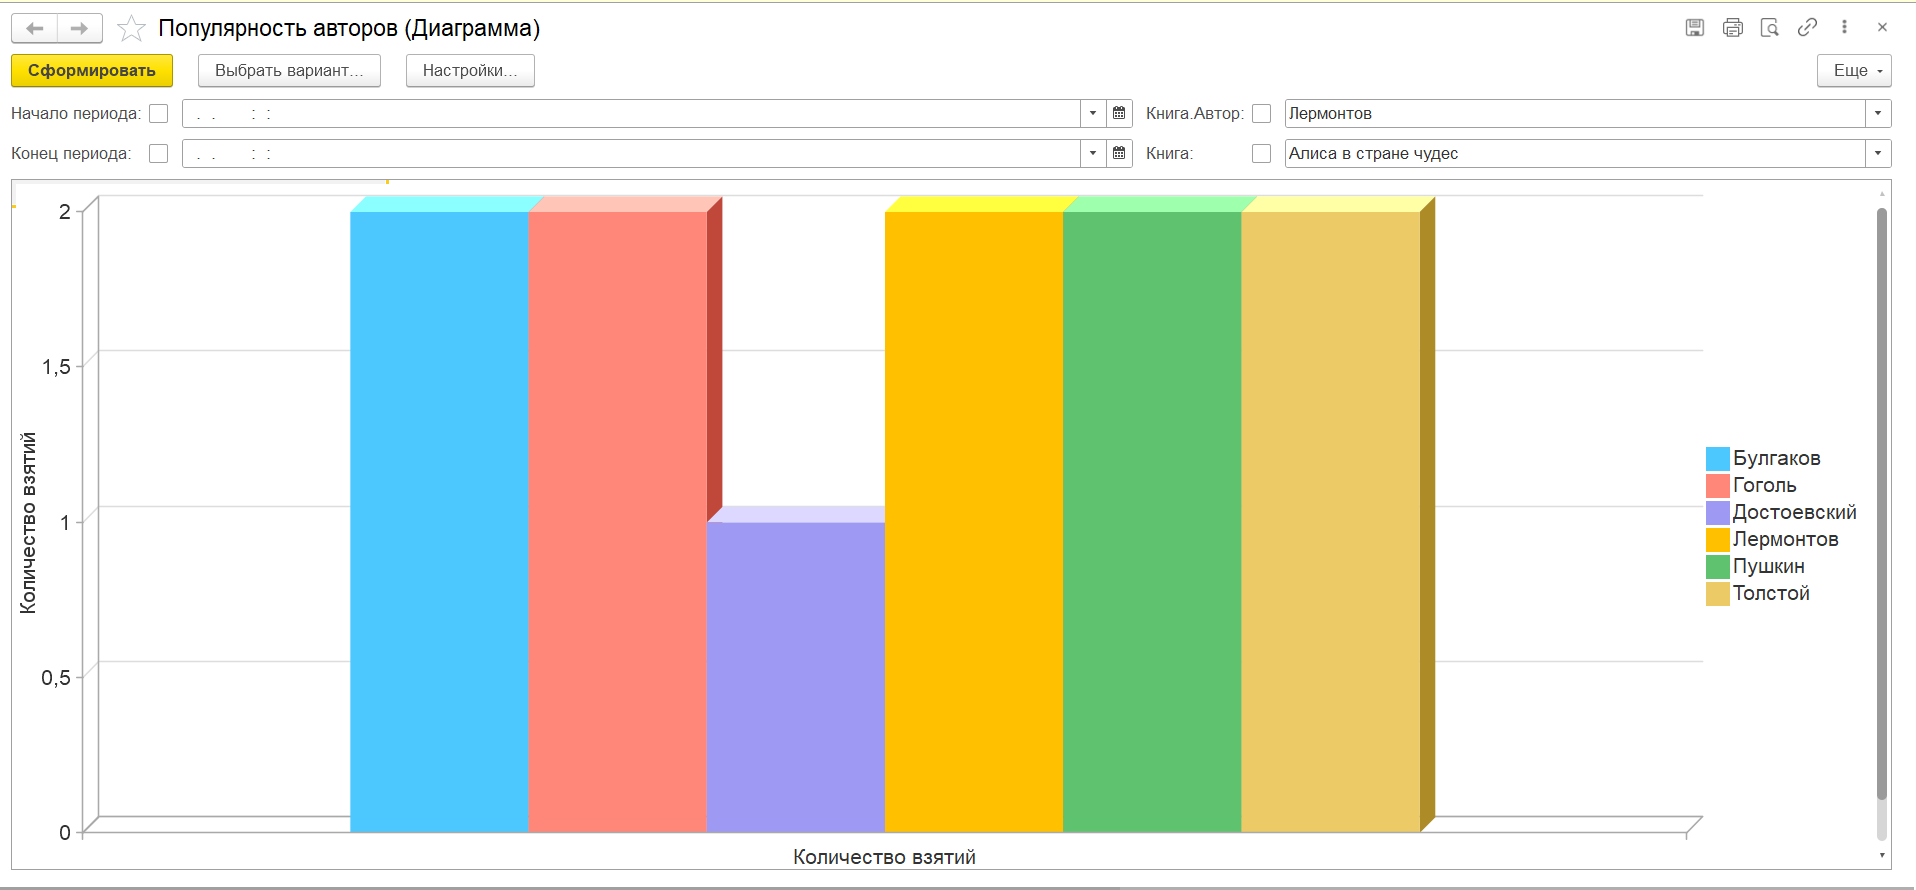 Популярность авторов (Диаграмма)
Сформировать
Выбрать вариант...
Настройки...
Еще
Начало периода:
. . : :
Книга.Автор:
Лермонтов
Конец периода:
. . : :
Книга:
Алиса в стране чудес
2
1,5
1
0,5
0
Количество взятий
Количество взятий
Булгаков
Гоголь
Достоевский
Лермонтов
Пушкин
Толстой